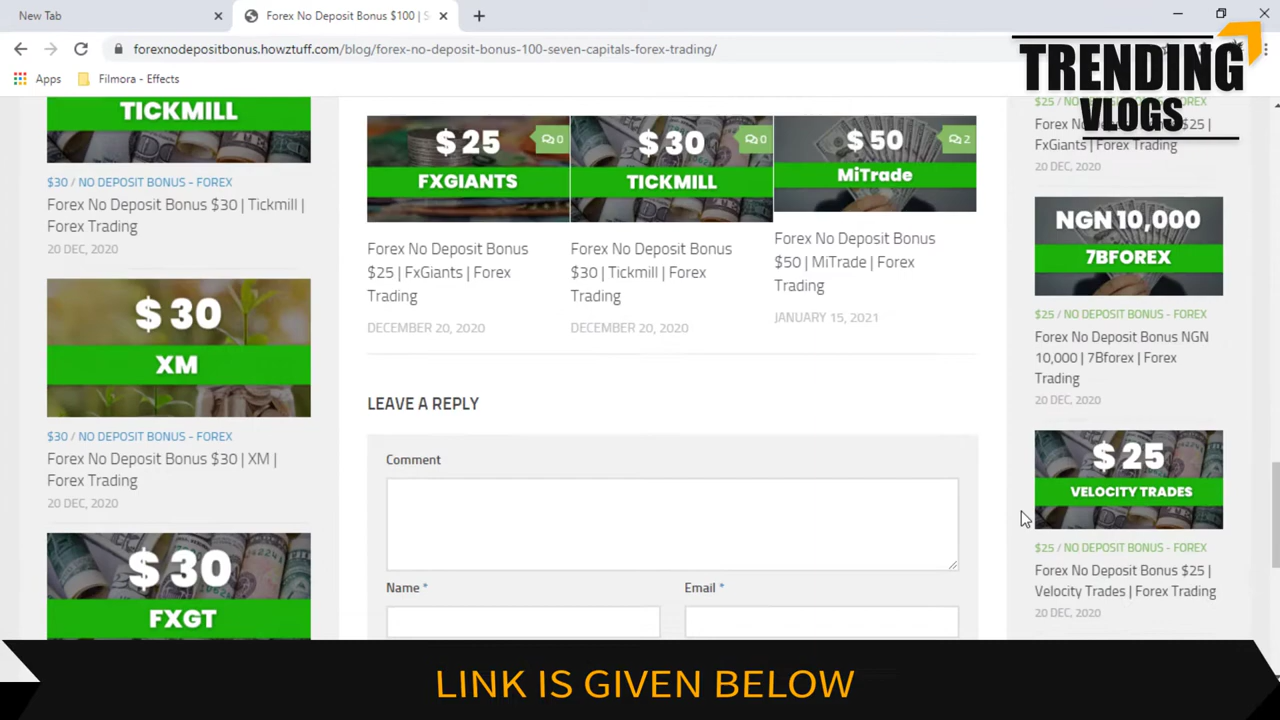 New Tab
Forex No Deposit Bonus $100 | S
forexnodepositbonus.howztuff.com/blog/forex-no-deposit-bonus-100-seven-capitals-forex-trading/
Apps
Filmora - Effects
TRENDING
VLOGS
TICKMILL
$30 / NO DEPOSIT BONUS - FOREX
Forex No Deposit Bonus $30 | Tickmill |
Forex Trading
20 DEC, 2020
$ 30
XM
$30 / NO DEPOSIT BONUS - FOREX
Forex No Deposit Bonus $30 | XM |
Forex Trading
20 DEC, 2020
$ 30
FXGT
$ 25
0
FXGIANTS
Forex No Deposit Bonus
$25 | FxGiants | Forex
Trading
DECEMBER 20, 2020
$ 30
0
TICKMILL
Forex No Deposit Bonus
$30 | Tickmill | Forex
Trading
DECEMBER 20, 2020
$ 50
2
MiTrade
Forex No Deposit Bonus
$50 | MiTrade | Forex
Trading
JANUARY 15, 2021
LEAVE A REPLY
Comment
Name *
Email *
$25 / NO DEPOSIT BONUS - FOREX
Forex No $25 |
FxGiants | Forex Trading
20 DEC, 2020
NGN 10,000
7BFOREX
$25 / NO DEPOSIT BONUS - FOREX
Forex No Deposit Bonus NGN
10,000 | 7Bforex | Forex
Trading
20 DEC, 2020
$ 25
VELOCITY TRADES
$25 / NO DEPOSIT BONUS - FOREX
Forex No Deposit Bonus $25 |
Velocity Trades | Forex Trading
20 DEC, 2020
LINK IS GIVEN BELOW